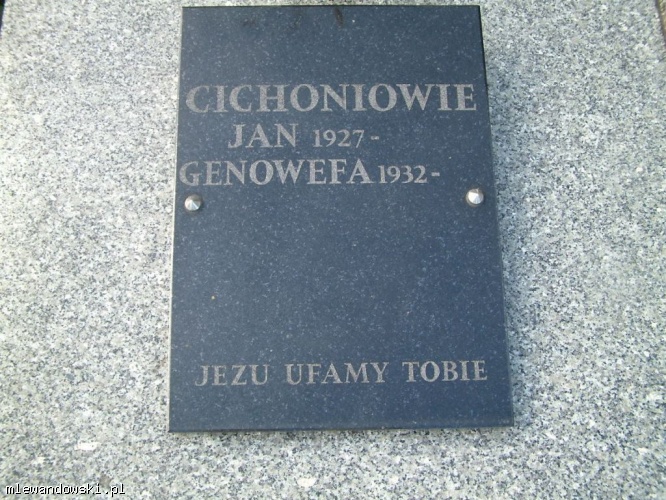 CICHONIOWIE
JAN 1927-
GENOWEFA 1932-
JEZU UFAMY TOBIE
mlewandowski.pl